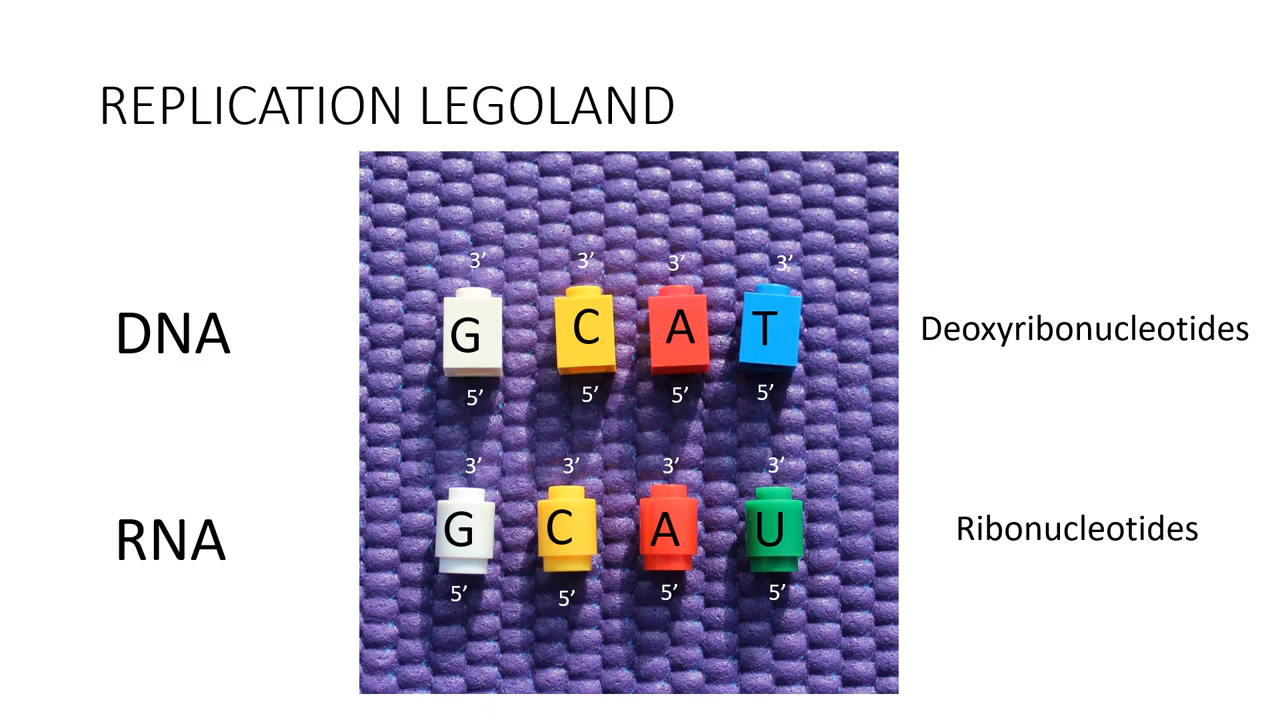 REPLICATION LEGOLAND
3’ 3’ 3’ 3’
DNA
G C A T
Deoxyribonucleotides
5’ 5’ 5’ 5’
3’ 3’ 3’ 3’
RNA
G C A U
Ribonucleotides
5’ 5’ 5’ 5’